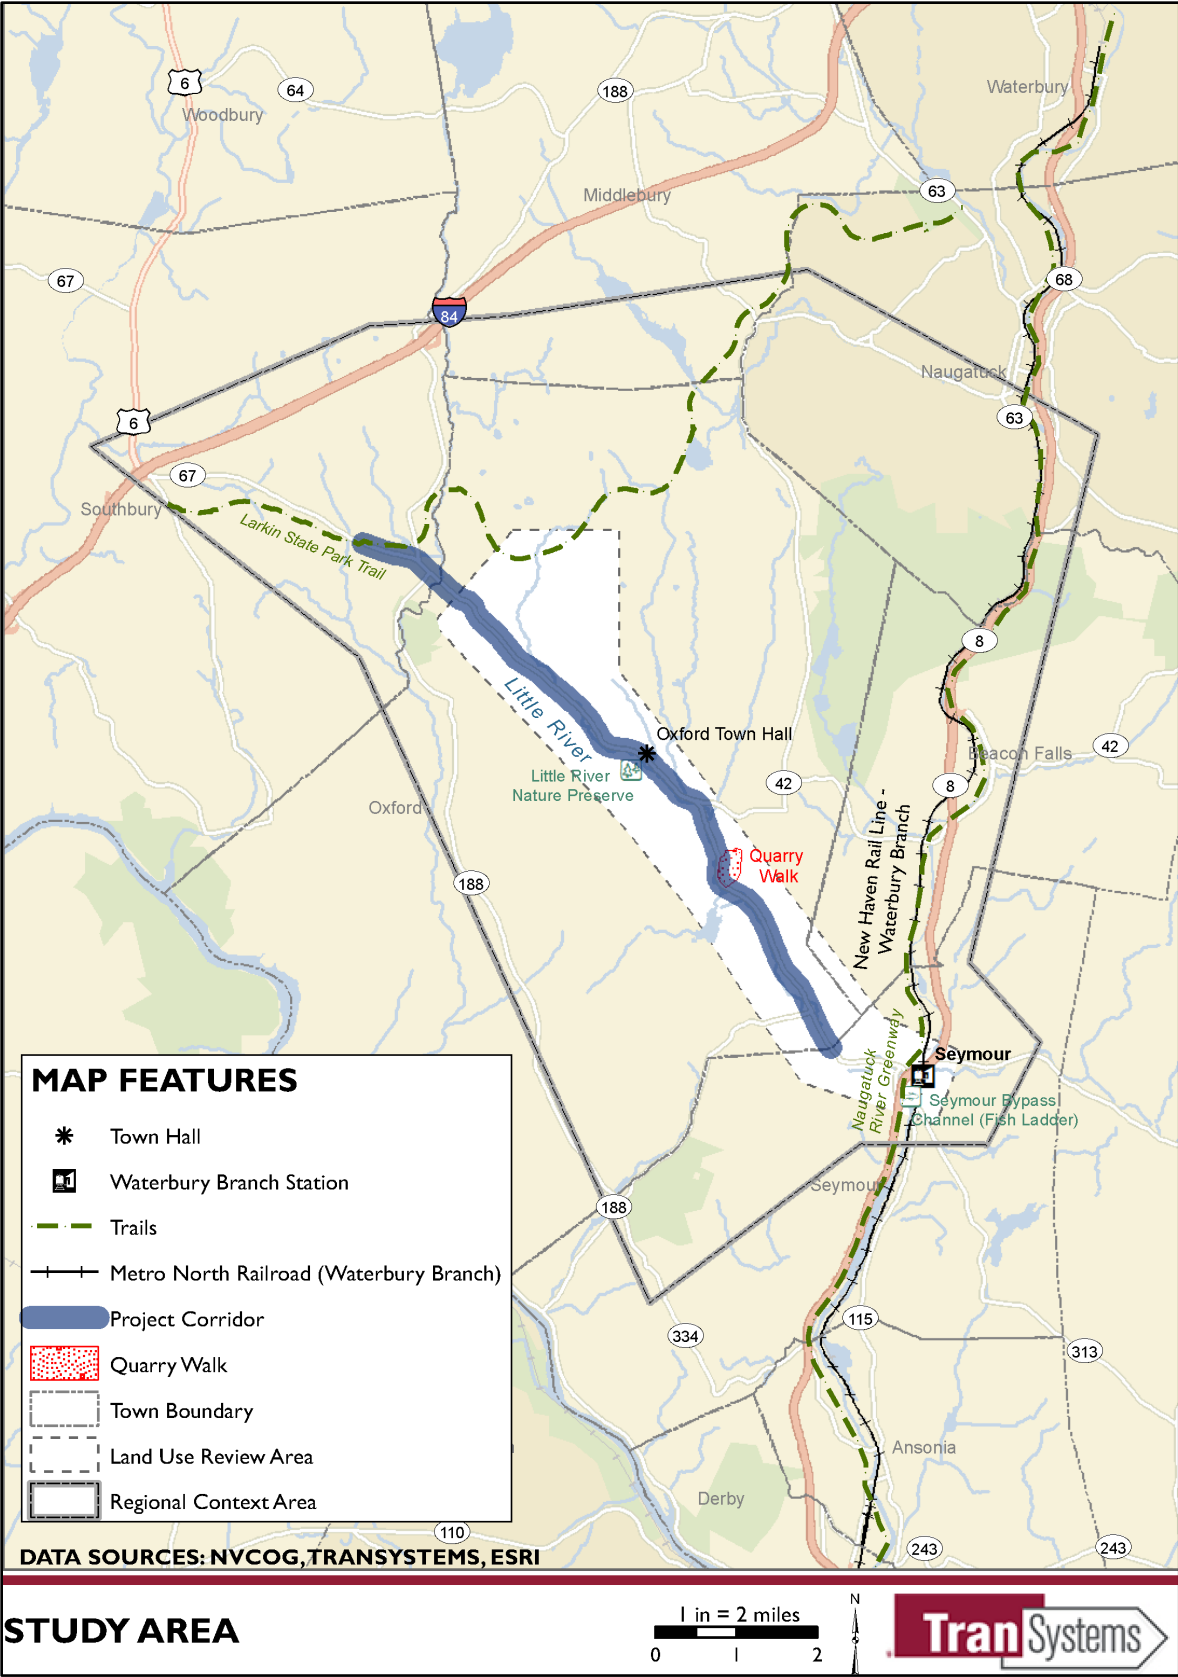 6
64
188
Woodbury
Waterbury
Middlebury
63
67
68
84
Naugatuck
6
63
67
Southbury
Larkin State Park Trail
8
Little River
Oxford Town Hall
Beacon Falls
42
Little River
Nature Preserve
42
8
Oxford
New Haven Rail Line -
Waterbury Branch
Quarry
Walk
188
Naugatuck
River Greenway
Seymour
Seymour Bypass
Channel (Fish Ladder)
Seymour
188
115
334
313
Ansonia
Derby
110
243
243
MAP FEATURES
Town Hall
Waterbury Branch Station
Trails
Metro North Railroad (Waterbury Branch)
Project Corridor
Quarry Walk
Town Boundary
Land Use Review Area
Regional Context Area
DATA SOURCES: NVCOG, TRANSYSTEMS, ESRI
STUDY AREA
1 in = 2 miles
0 1 2
N
TranSystems